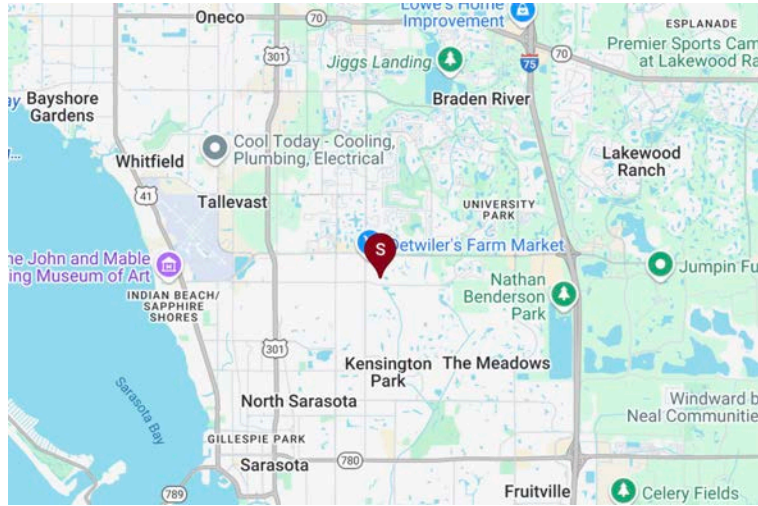 Oneco
70
Lowe's Home
Improvement
ESPLANADE
301
Jiggs Landing
75
70
Premier Sports Cam
at Lakewood Ra
Bayshore
Gardens
Braden River
Cool Today - Cooling,
Plumbing, Electrical
Whitfield
Lakewood
Ranch
41
Tallevast
UNIVERSITY
PARK
S
Detwiler's Farm Market
ne John and Mable
ing Museum of Art
Jumpin Fu
Nathan
Benderson
Park
INDIAN BEACH/
SAPPHIRE
SHORES
301
Kensington
Park
The Meadows
Sarasota Bay
North Sarasota
Windward b
Neal Communitie
GILLESPIE PARK
Sarasota
780
789
Fruitville
Celery Fields